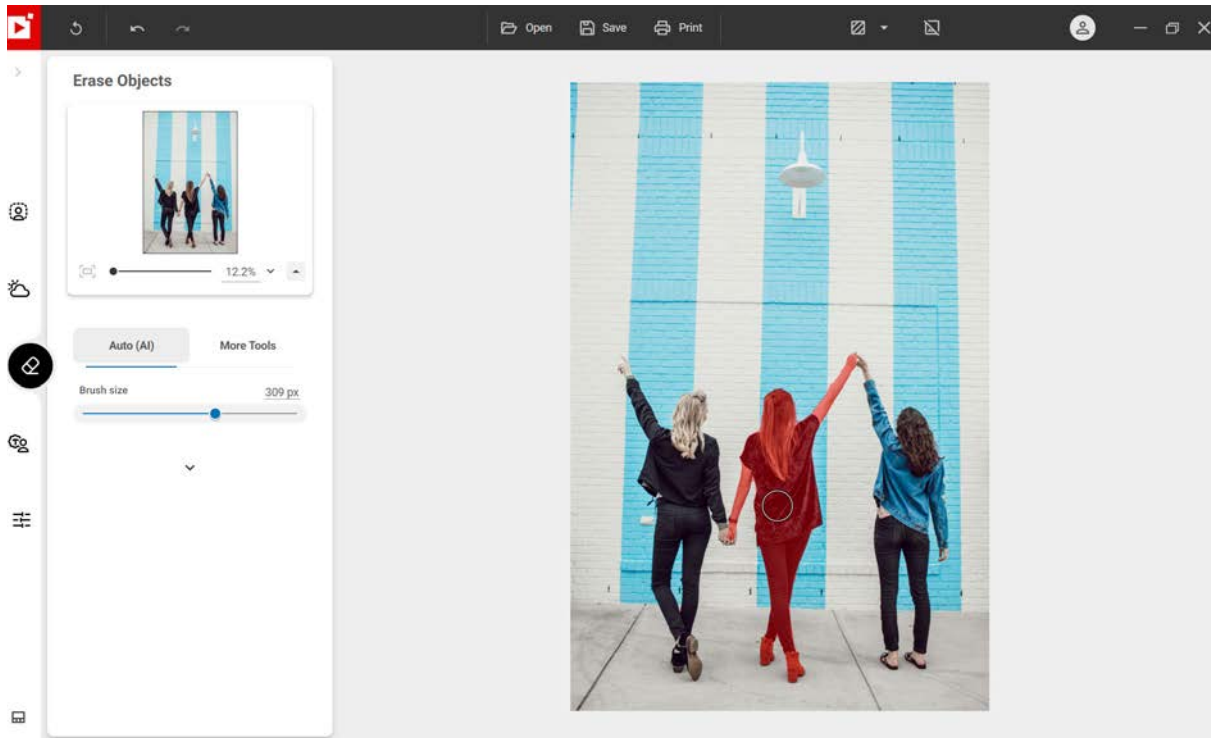 Open Save Print
Erase Objects
12.2%
Auto (AI) More Tools
Brush size 309 px